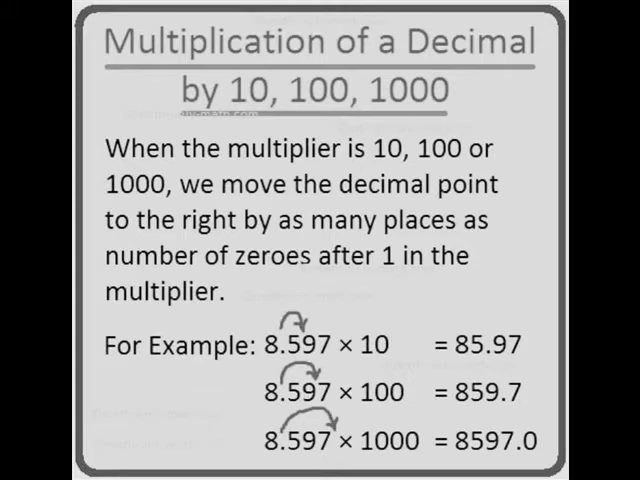 Multiplication of a Decimal
by 10, 100, 1000
When the multiplier is 10, 100 or
1000, we move the decimal point
to the right by as many places as
number of zeroes after 1 in the
multiplier.
For Example: 8.597 × 10 = 85.97
8.597 × 100 = 859.7
8.597 × 1000 = 8597.0